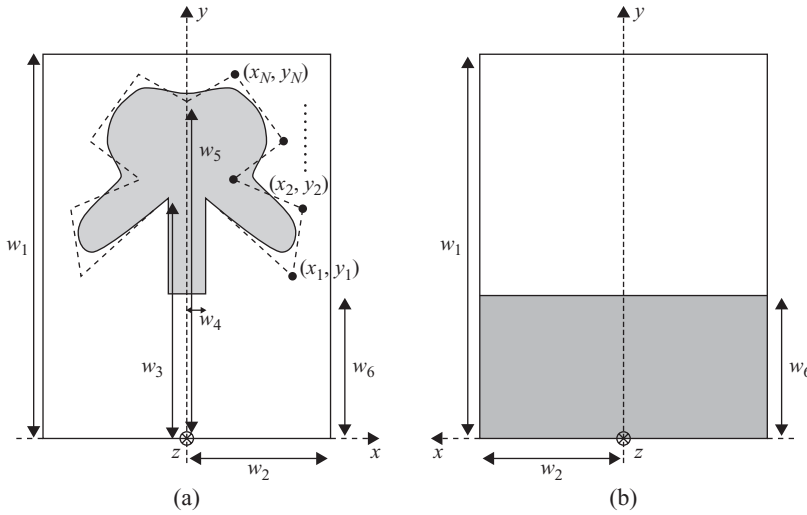 y
(x_N, y_N)
w_5
(x_2, y_2)
w_1
(x_1, y_1)
w_4
w_3
w_6
z
x
w_2
(a)
y
w_1
w_6
x
z
w_2
(b)